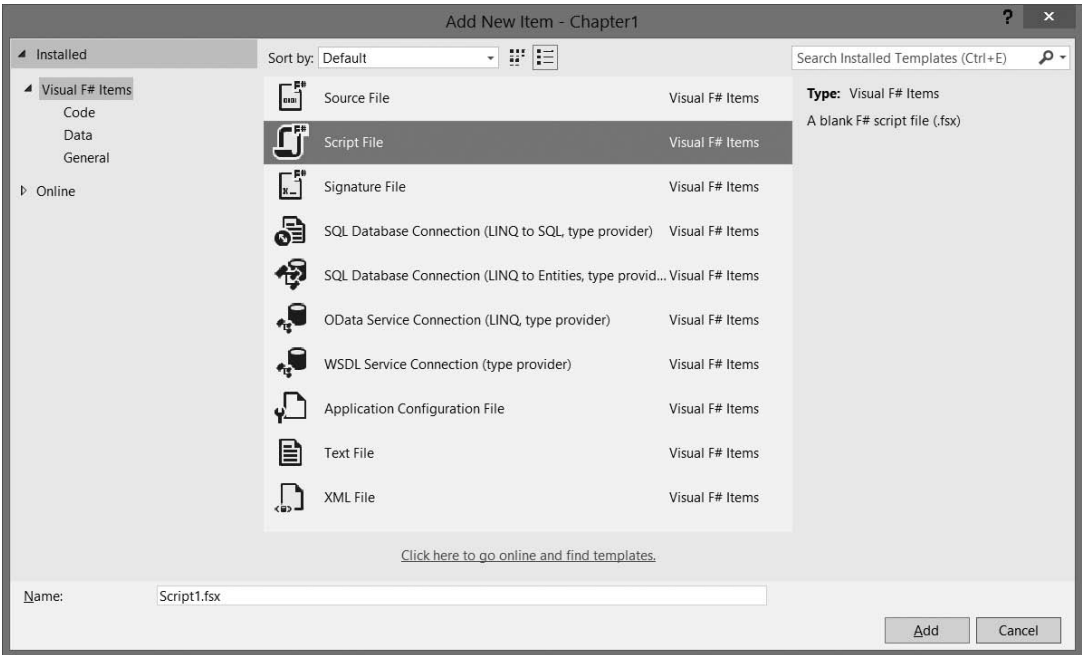 Add New Item - Chapter1
? ×
Installed
Sort by: Default
Search Installed Templates (Ctrl+E)
Visual F# Items
Code
Data
General
Online
Source File Visual F# Items
Script File Visual F# Items
Signature File Visual F# Items
SQL Database Connection (LINQ to SQL, type provider) Visual F# Items
SQL Database Connection (LINQ to Entities, type provid... Visual F# Items
OData Service Connection (LINQ, type provider) Visual F# Items
WSDL Service Connection (type provider) Visual F# Items
Application Configuration File Visual F# Items
Text File Visual F# Items
XML File Visual F# Items
Type: Visual F# Items
A blank F# script file (.fsx)
Click here to go online and find templates.
Name: Script1.fsx
Add Cancel